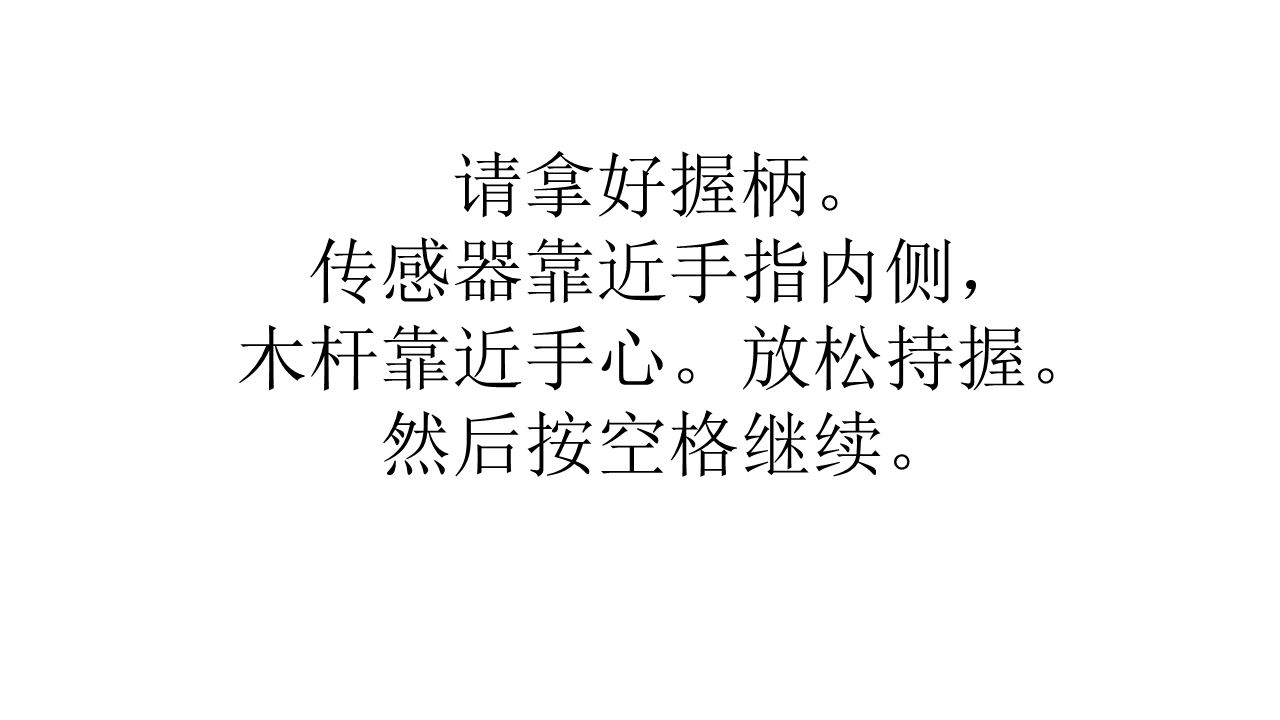 请拿好握柄。
传感器靠近手指内侧，
木杆靠近手心。放松持握。
然后按空格继续。